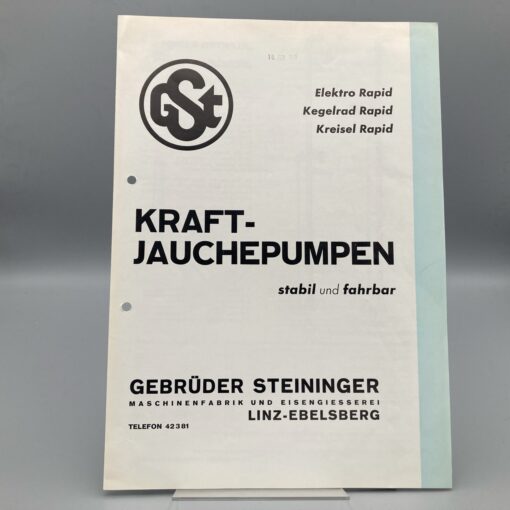 GSt
Elektro Rapid
Kegelrad Rapid
Kreisel Rapid
KRAFT-
JAUCHEPUMPEN
stabil und fahrbar
GEBRÜDER STEININGER
MASCHINENFABRIK UND EISENGIESSEREI
LINZ-EBELSBERG
TELEFON 42381